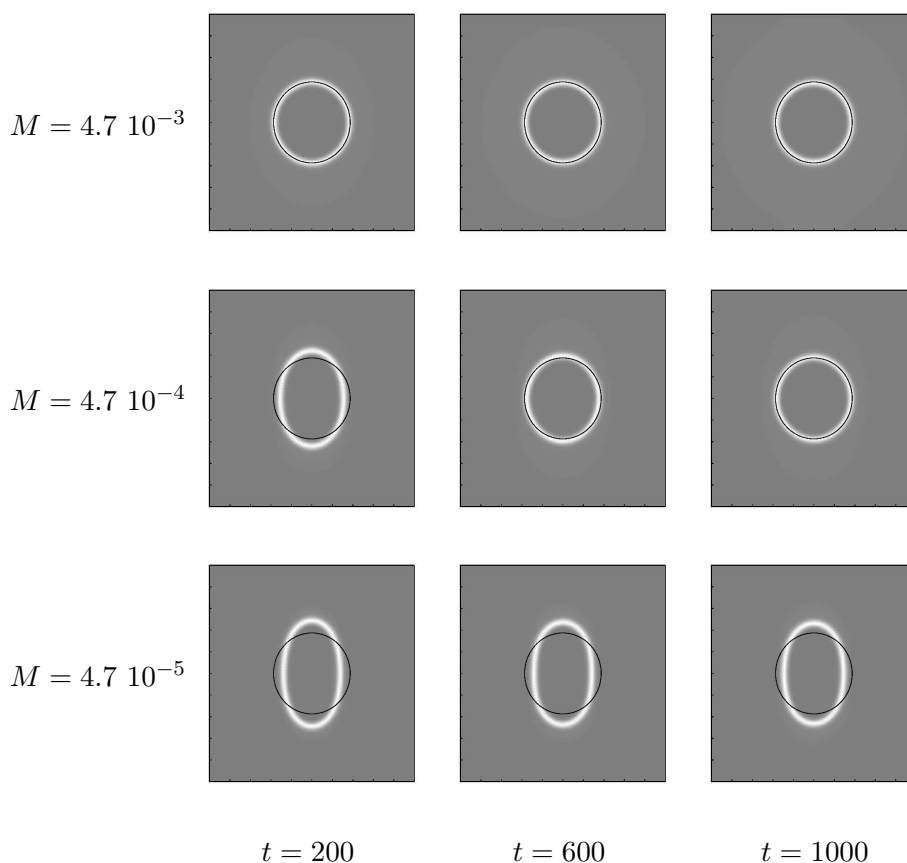 M = 4.7 10⁻³
M = 4.7 10⁻⁴
M = 4.7 10⁻⁵
t = 200 t = 600 t = 1000